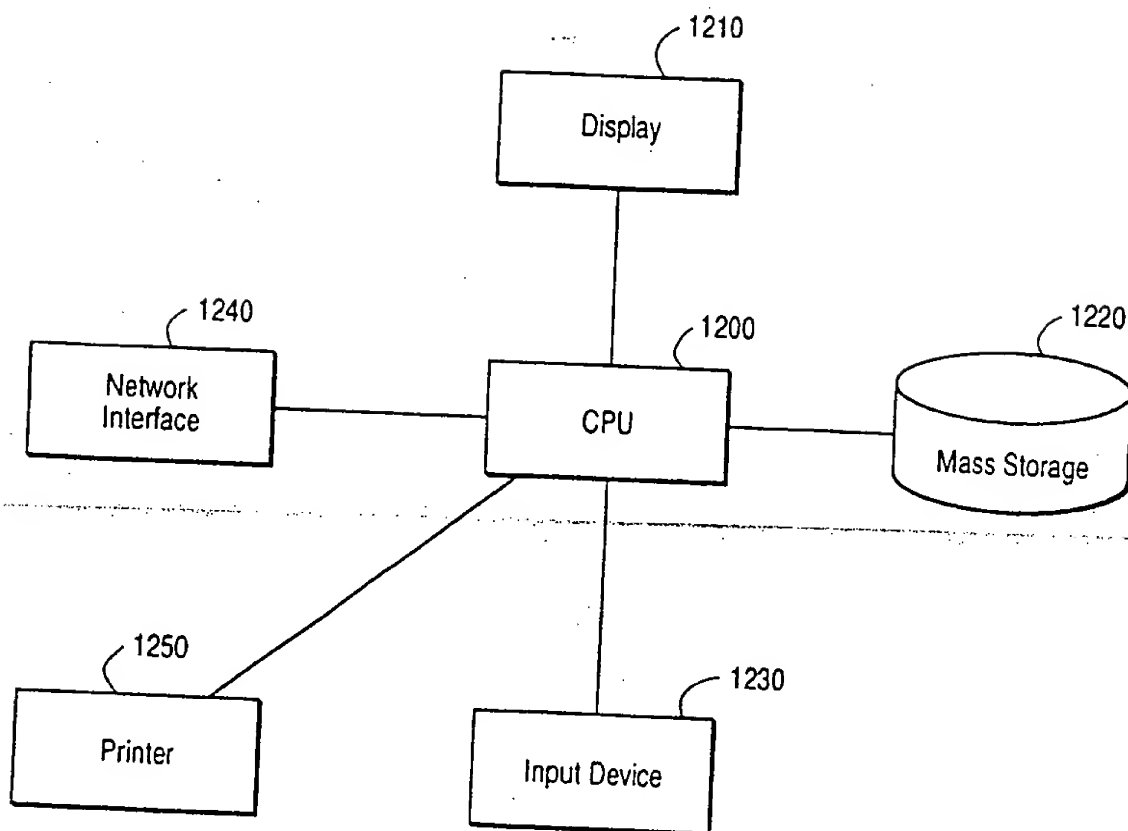 1210
Display
1240
1200
1220
Network
Interface
CPU
Mass Storage
1250
1230
Printer
Input Device